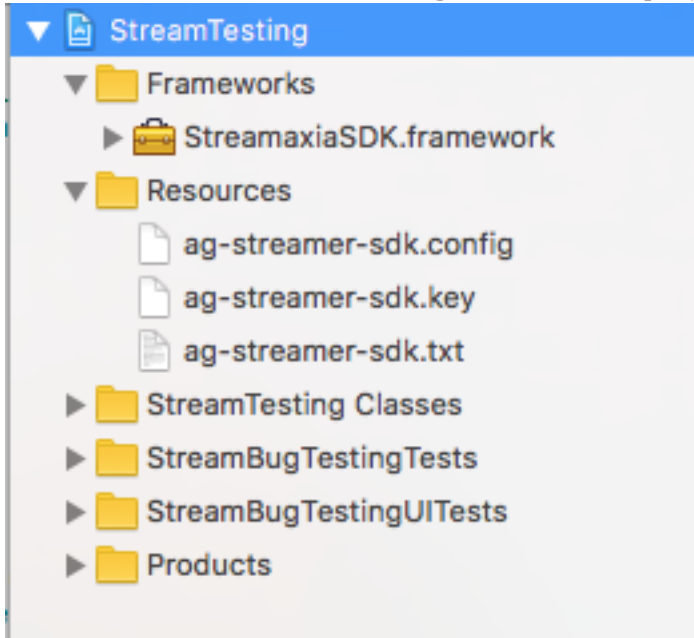 StreamTesting
Frameworks
StreamaxiaSDK.framework
Resources
ag-streamer-sdk.config
ag-streamer-sdk.key
ag-streamer-sdk.txt
StreamTesting Classes
StreamBugTestingTests
StreamBugTestingUITests
Products